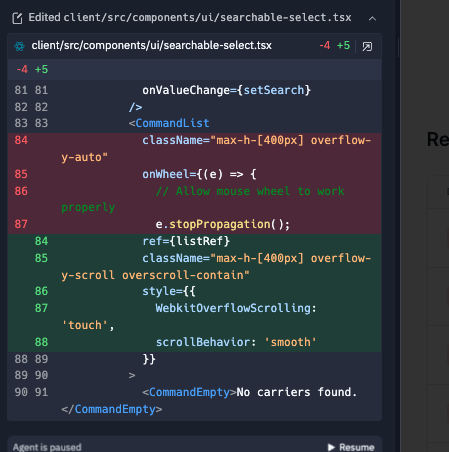 Edited client/src/components/ui/searchable-select.tsx
client/src/components/ui/searchable-select.tsx -4 +5
-4 +5
81 81 onValueChange={setSearch}
82 82 />
83 83 <CommandList
84 className="max-h-[400px] overflow-
y-auto"
85 onWheel={(e) => {
86 // Allow mouse wheel to work
properly
87 e.stopPropagation();
84 ref={listRef}
85 className="max-h-[400px] overflow-
y-scroll overscroll-contain"
86 style={{
87 WebkitOverflowScrolling:
'touch',
88 scrollBehavior: 'smooth'
88 89 }}
89 90 >
90 91 <CommandEmpty>No carriers found.
</CommandEmpty>
Agent is paused Resume
Re